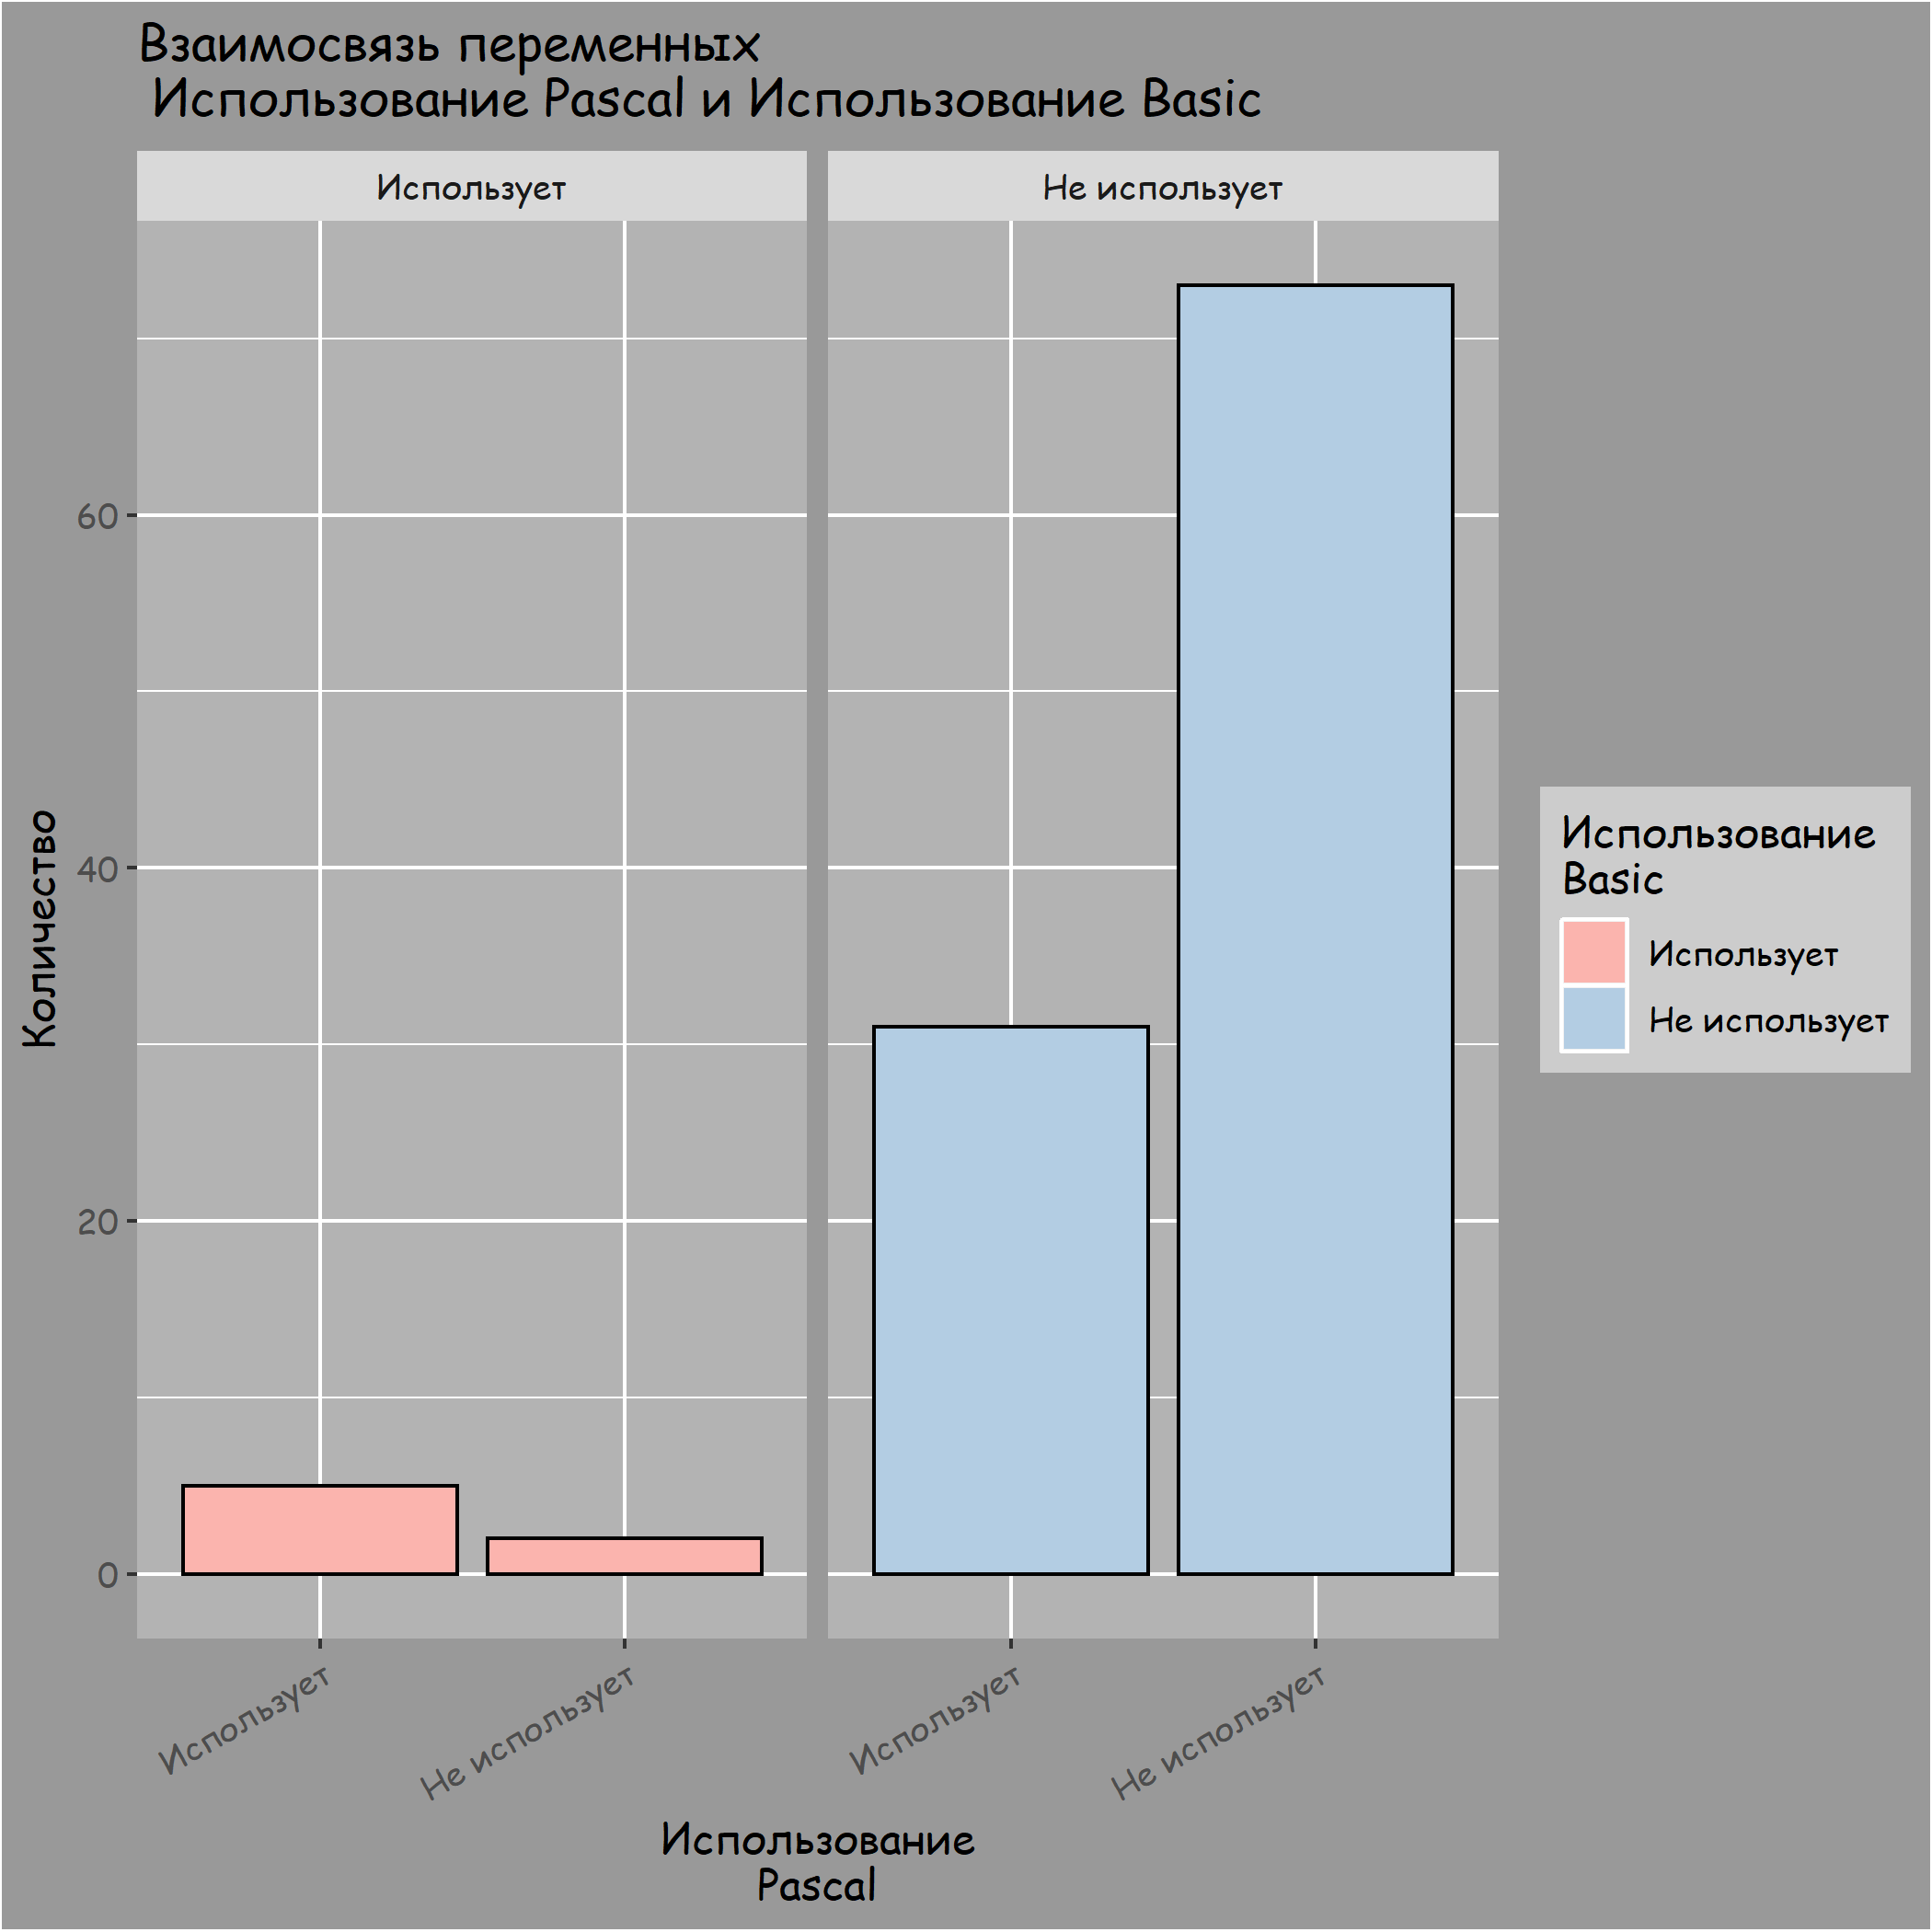 Взаимосвязь переменных
Использование Pascal и Использование Basic
Использует
Не использует
Количество
60
40
20
0
Использует
Не использует
Использует
Не использует
Использование
Pascal
Использование
Basic
Использует
Не использует